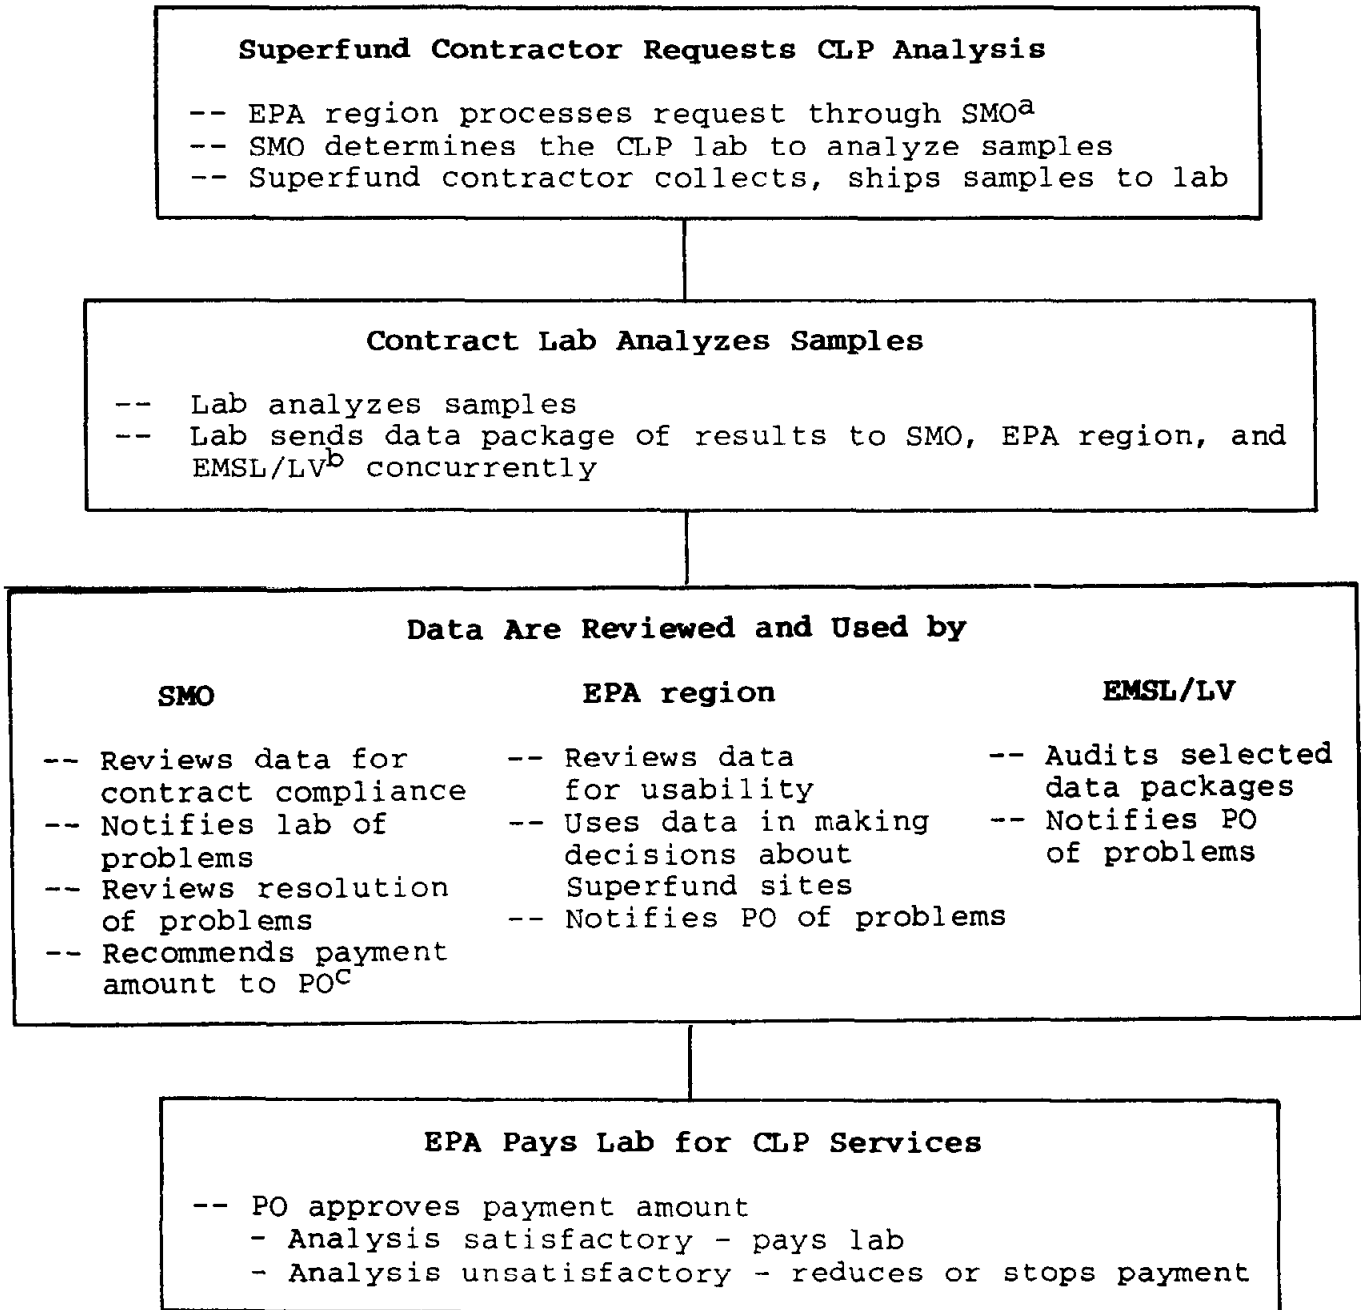 Superfund Contractor Requests CLP Analysis
-- EPA region processes request through SMOa
-- SMO determines the CLP lab to analyze samples
-- Superfund contractor collects, ships samples to lab
Contract Lab Analyzes Samples
-- Lab analyzes samples
-- Lab sends data package of results to SMO, EPA region, and
EMSL/LVb concurrently
Data Are Reviewed and Used by
SMO
-- Reviews data for
contract compliance
-- Notifies lab of
problems
-- Reviews resolution
of problems
-- Recommends payment
amount to POc
EPA region
-- Reviews data
for usability
-- Uses data in making
decisions about
Superfund sites
-- Notifies PO of problems
EMSL/LV
-- Audits selected
data packages
-- Notifies PO
of problems
EPA Pays Lab for CLP Services
-- PO approves payment amount
- Analysis satisfactory - pays lab
- Analysis unsatisfactory - reduces or stops payment